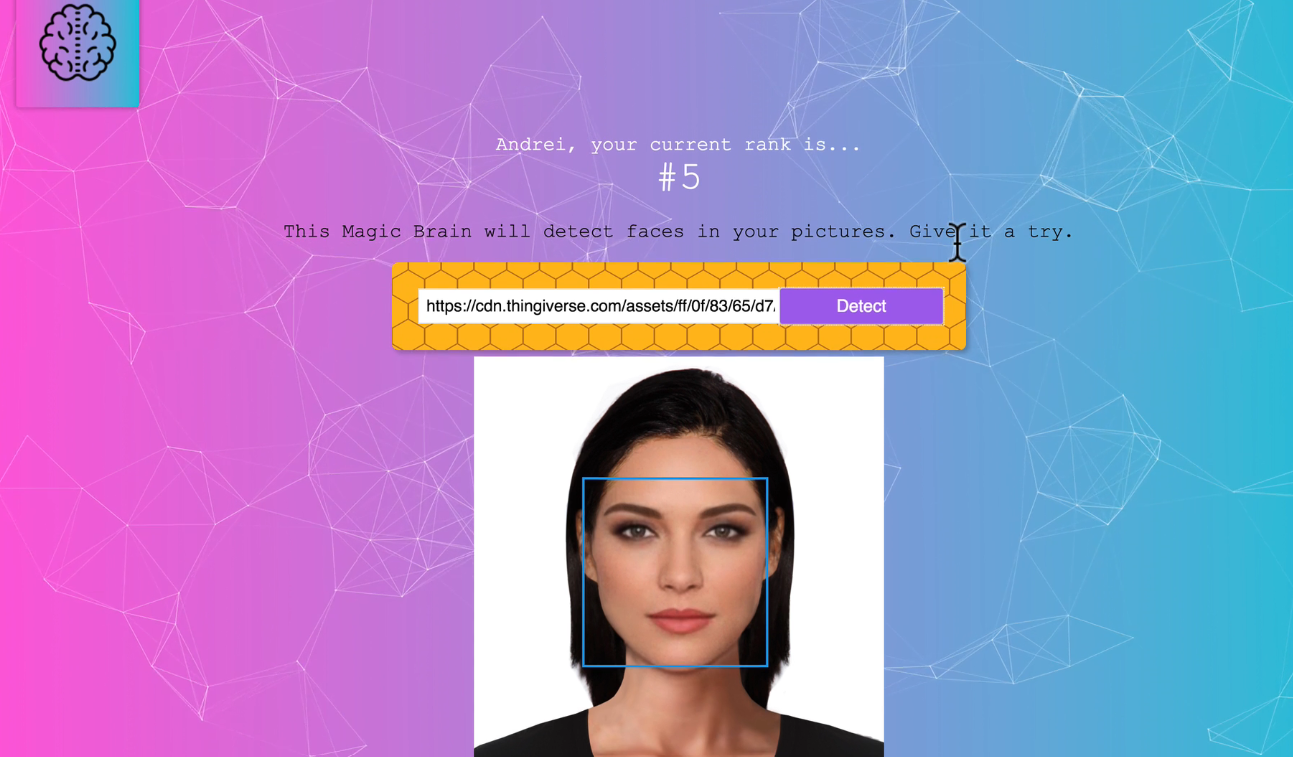 Andrei, your current rank is...
#5
This Magic Brain will detect faces in your pictures. Give it a try.
https://cdn.thingiverse.com/assets/ff/0f/83/65/d7/
Detect